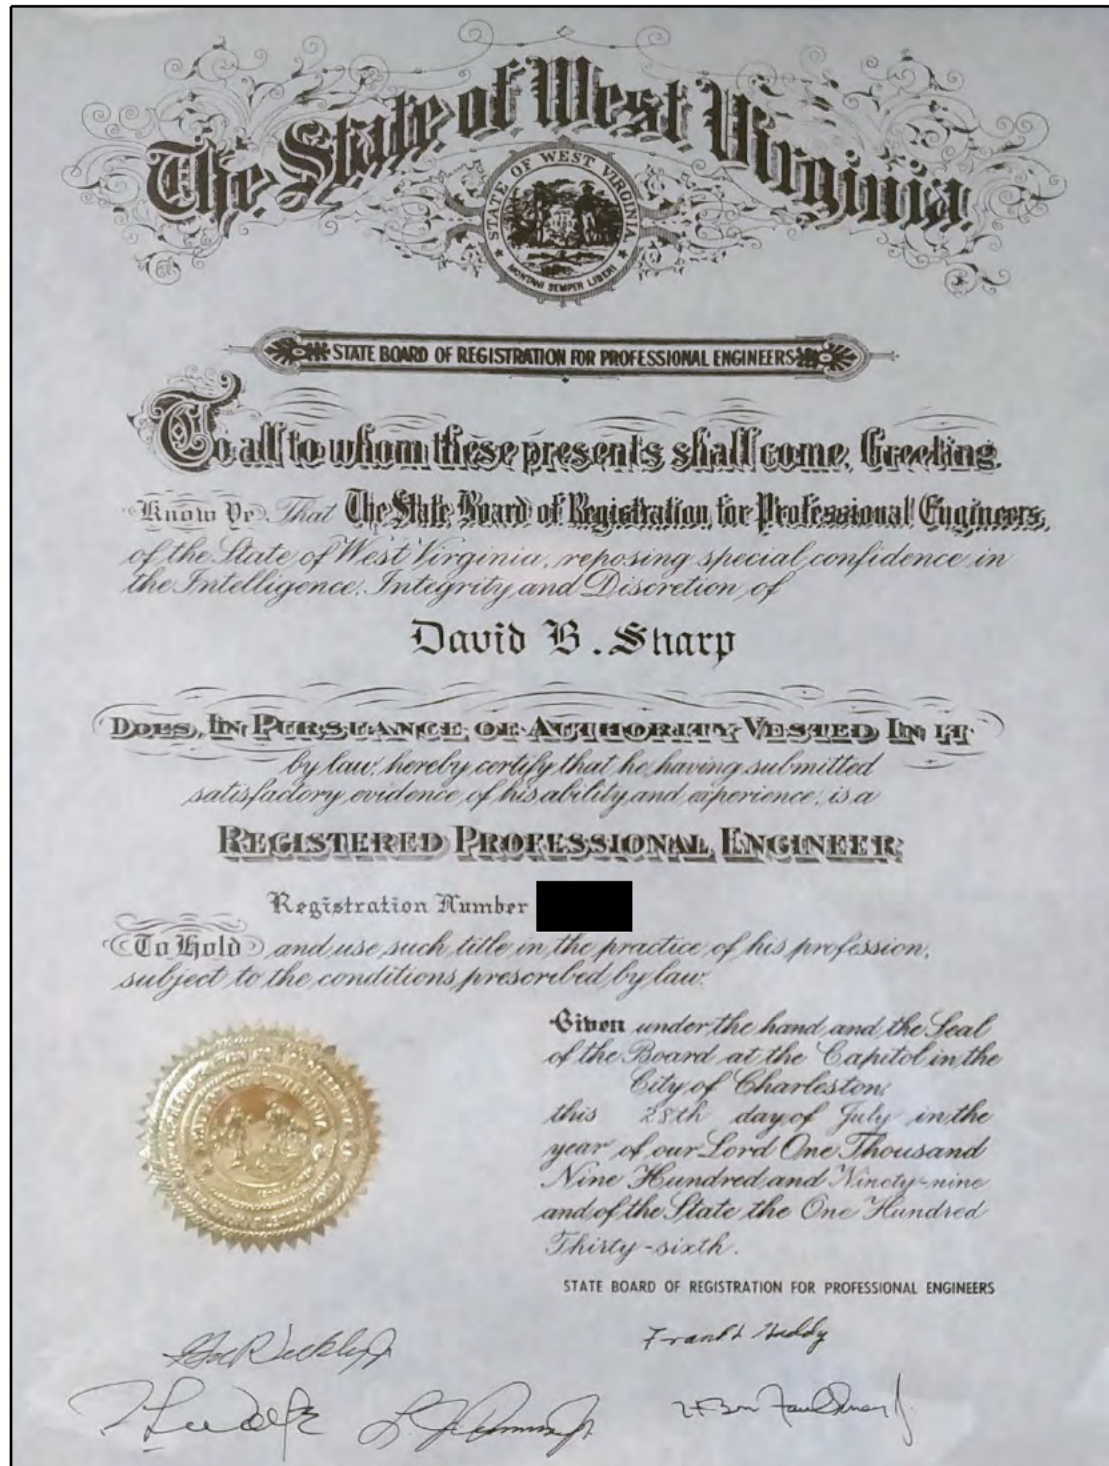 The State of West Virginia
STATE OF WEST VIRGINIA
MONTANI SEMPER LIBERI
STATE BOARD OF REGISTRATION FOR PROFESSIONAL ENGINEERS
To all to whom these presents shall come, Greeting
Know Ye That The State Board of Registration for Professional Engineers,
of the State of West Virginia, reposing special confidence in
the Intelligence, Integrity and Discretion of
David B. Sharp
DOES, IN PURSUANCE OF AUTHORITY VESTED IN IT
by law, hereby certify that he having submitted
satisfactory evidence of his ability and experience, is a
REGISTERED PROFESSIONAL ENGINEER
Registration Number
To Hold and use such title in the practice of his profession,
subject to the conditions prescribed by law.
Given under the hand and the Seal
of the Board at the Capitol in the
City of Charleston,
this 28th day of July in the
year of our Lord One Thousand
Nine Hundred and Ninety-nine
and of the State the One Hundred
Thirty-sixth.
STATE BOARD OF REGISTRATION FOR PROFESSIONAL ENGINEERS